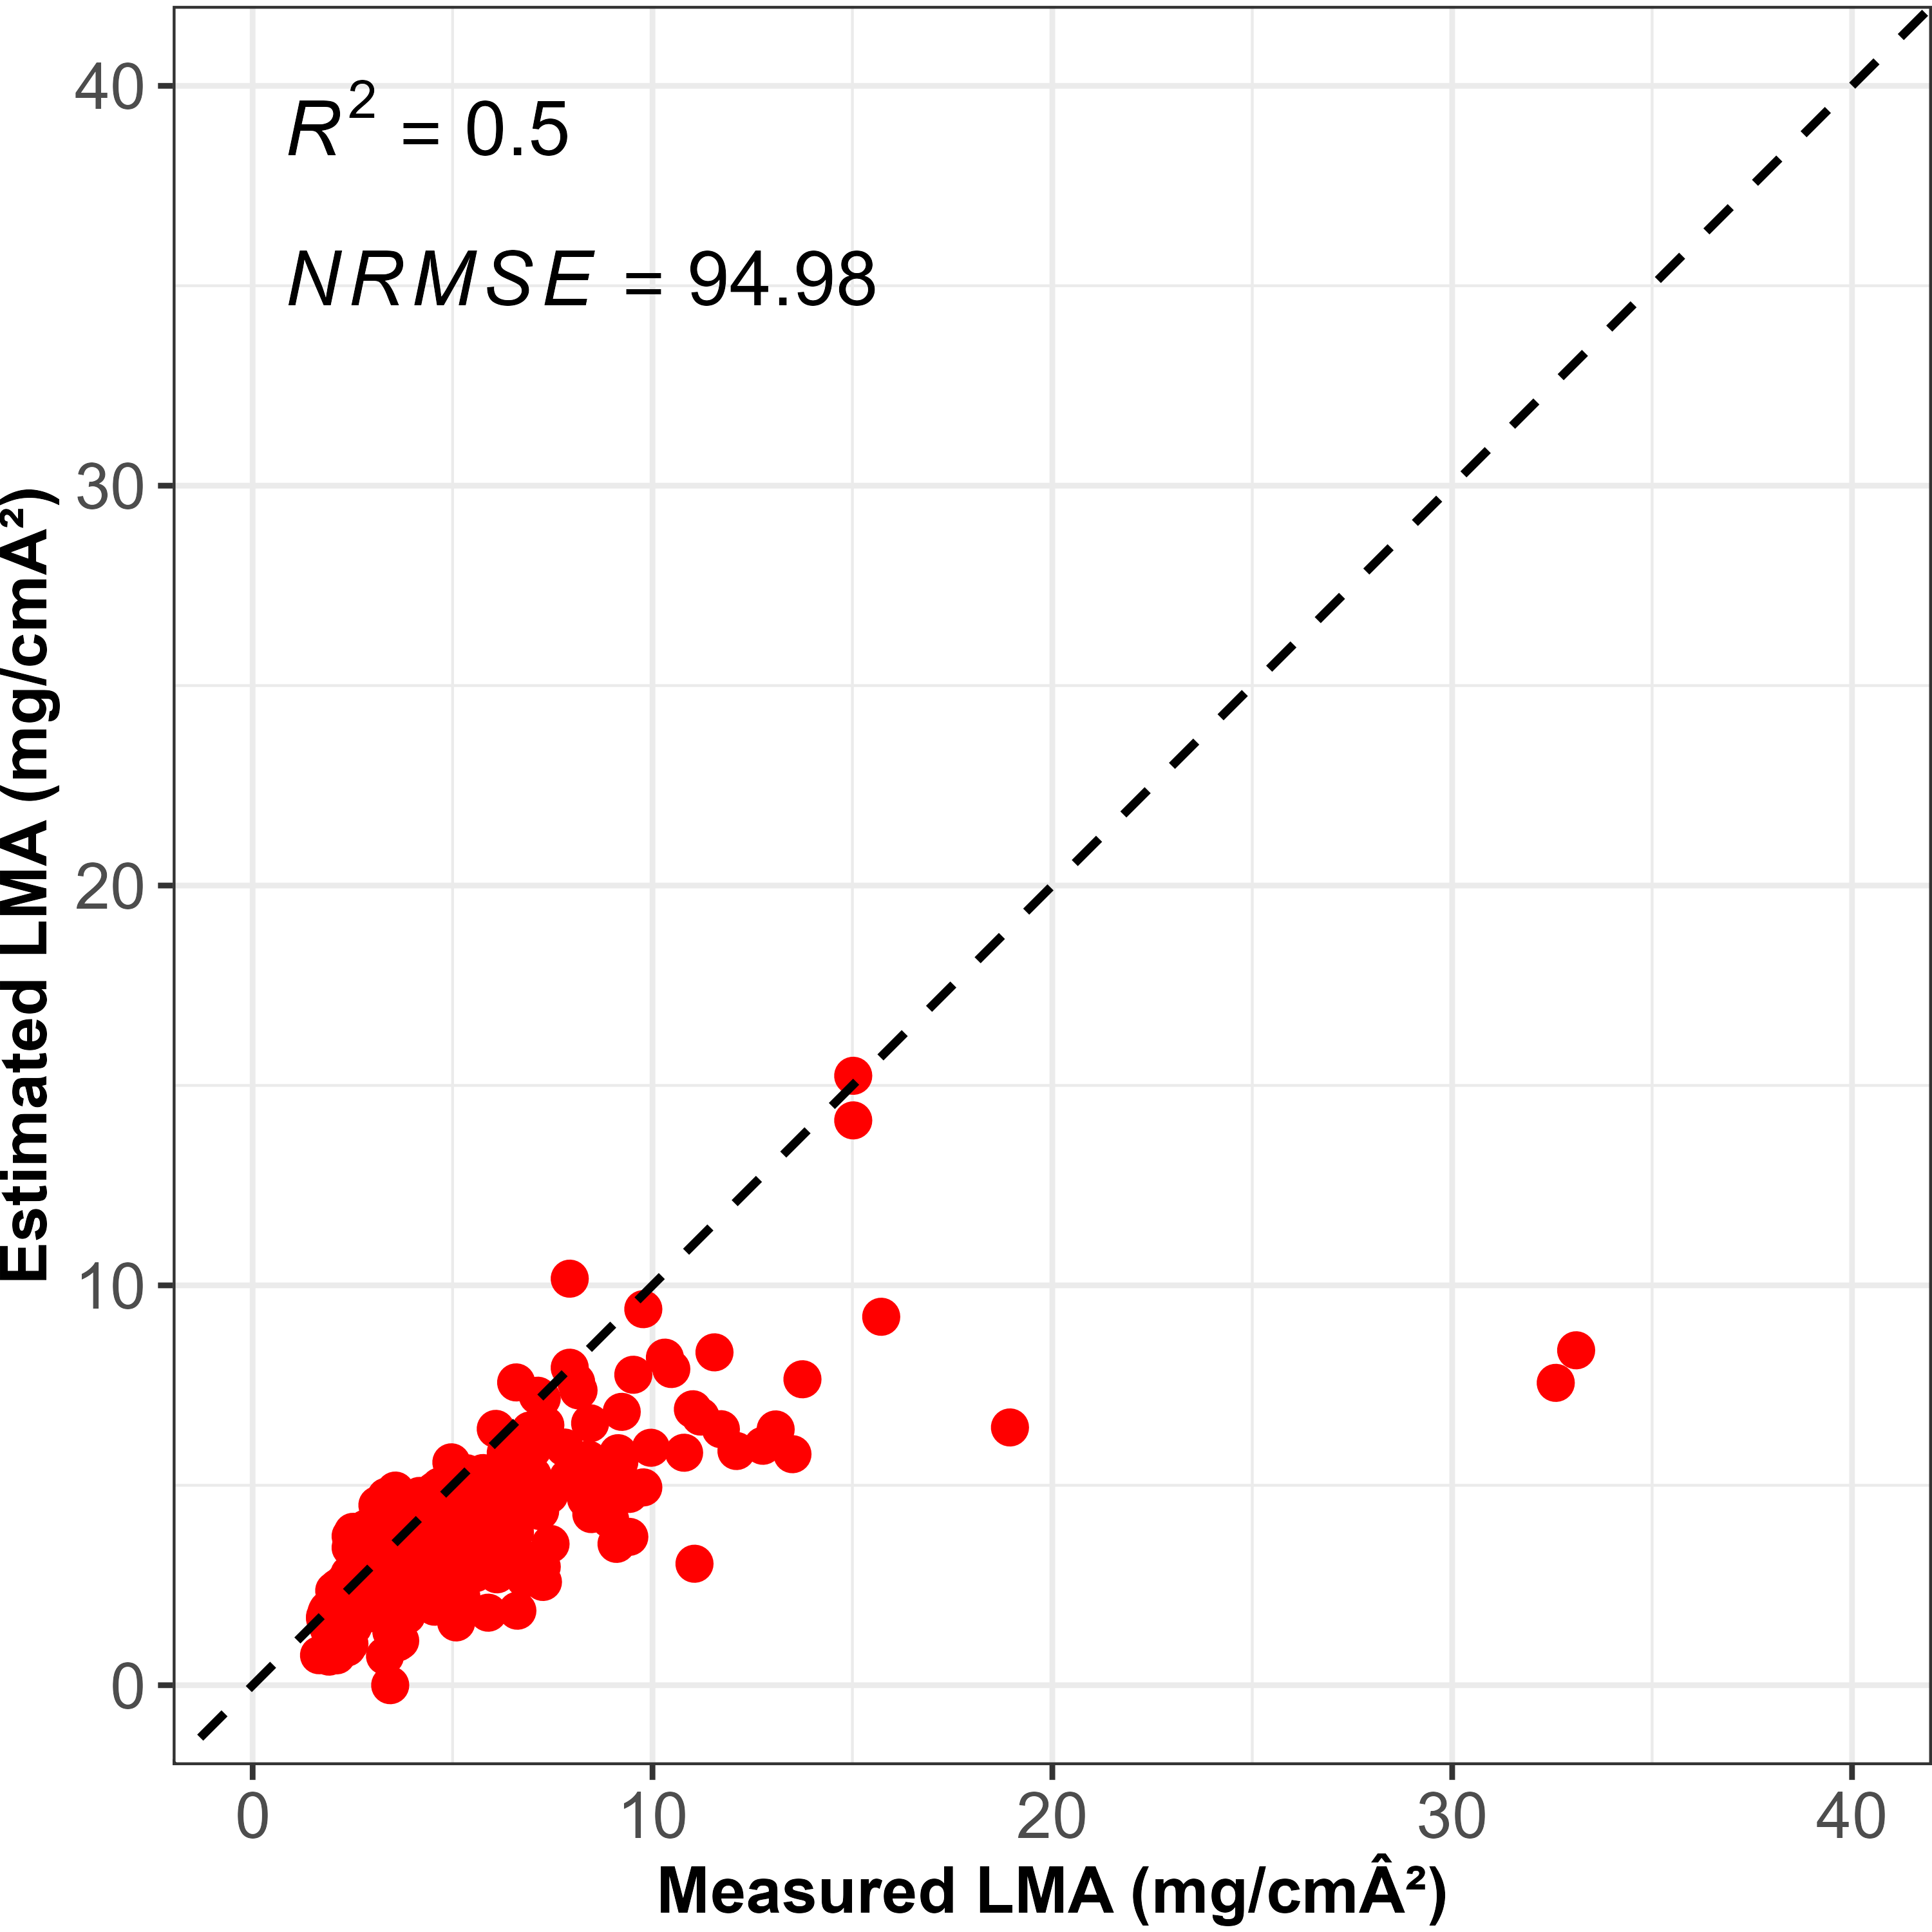 40
30
20
10
0
R² = 0.5
NRMSE = 94.98
Estimated LMA (mg/cmÂ²)
0 10 20 30 40
Measured LMA (mg/cmÂ²)